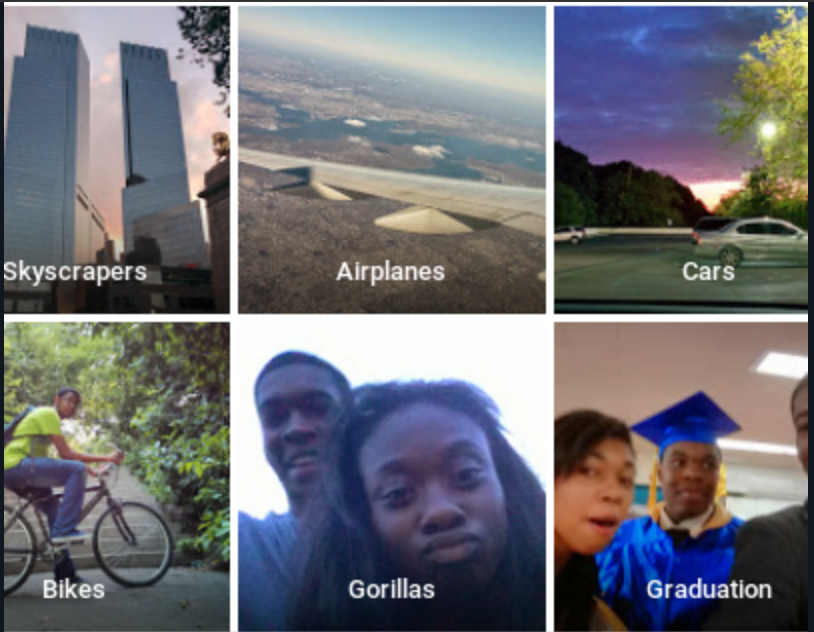 Skyscrapers
Airplanes
Cars
Bikes
Gorillas
Graduation